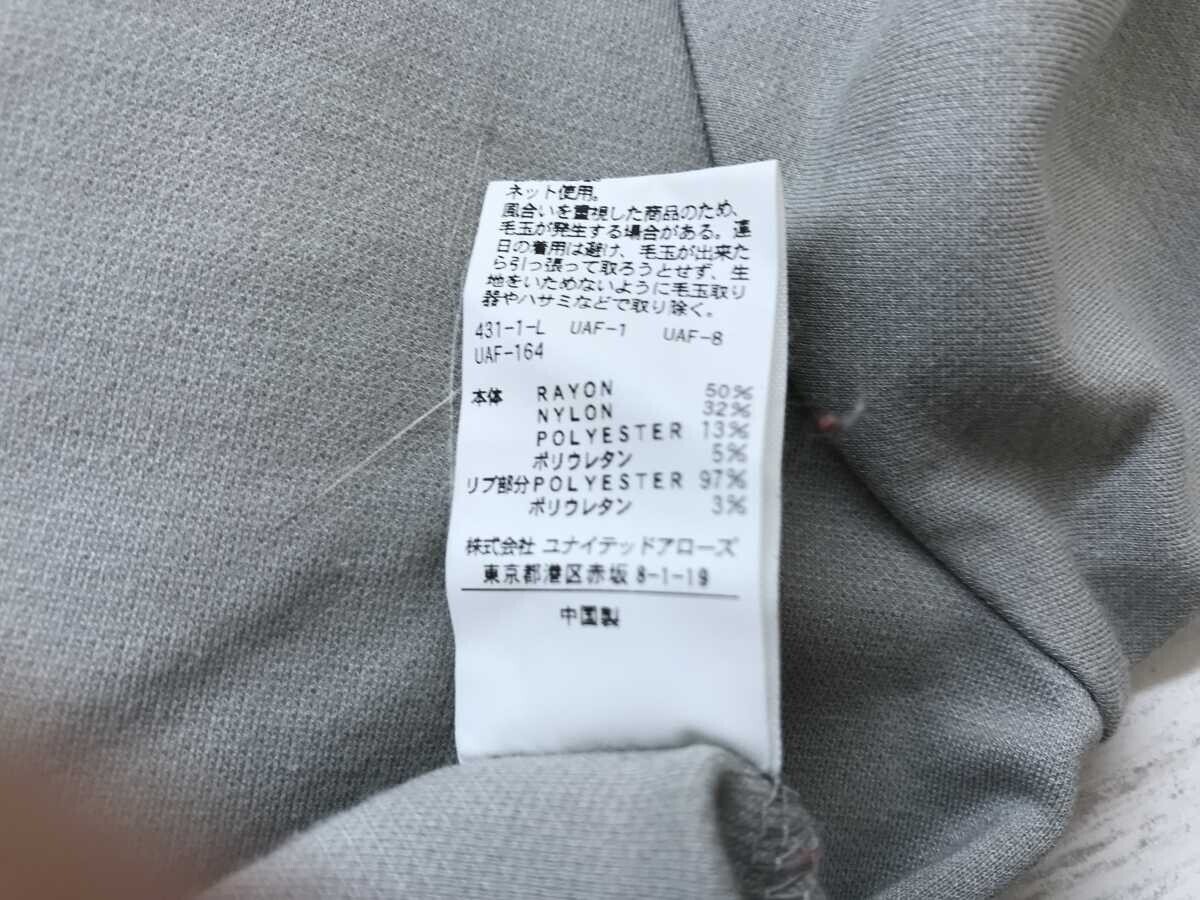 ネット使用。
風合いを重視した商品のため、
毛玉が発生する場合がある。連
日の着用は避け、毛玉が出来た
ら引っ張って取ろうとせず、生
地をいためないように毛玉取り
器やハサミなどで取り除く。
431-1-L UAF-1 UAF-8
UAF-164
本体 RAYON 50%
NYLON 32%
POLYESTER 13%
ポリウレタン 5%
リブ部分 POLYESTER 97%
ポリウレタン 3%
株式会社 ユナイテッドアローズ
東京都港区赤坂 8-1-19
中国製